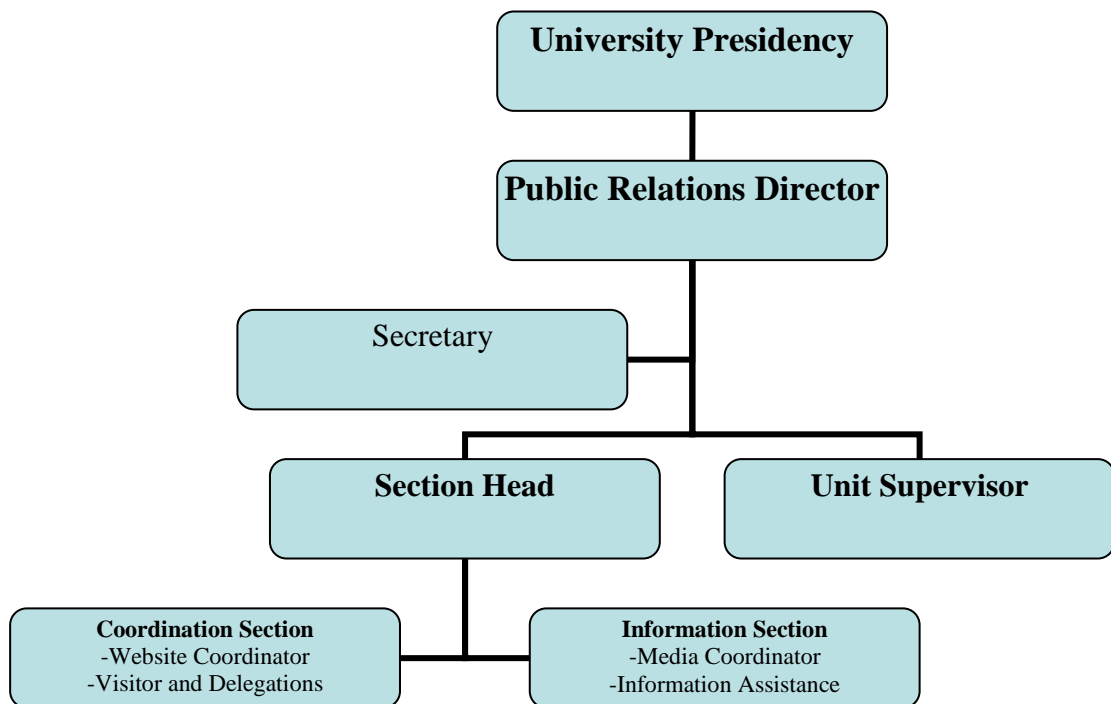 University Presidency
Public Relations Director
Secretary
Section Head
Unit Supervisor
Coordination Section
-Website Coordinator
-Visitor and Delegations
Information Section
-Media Coordinator
-Information Assistance